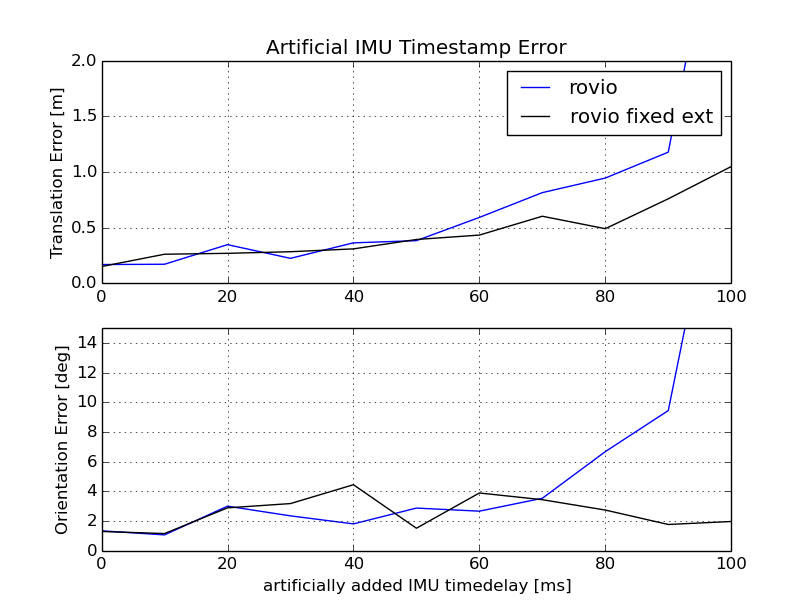 Artificial IMU Timestamp Error
Translation Error [m]
2.0
1.5
1.0
0.5
0.0
rovio
rovio fixed ext
0 20 40 60 80 100
Orientation Error [deg]
14
12
10
8
6
4
2
0
0 20 40 60 80 100
artificially added IMU timedelay [ms]